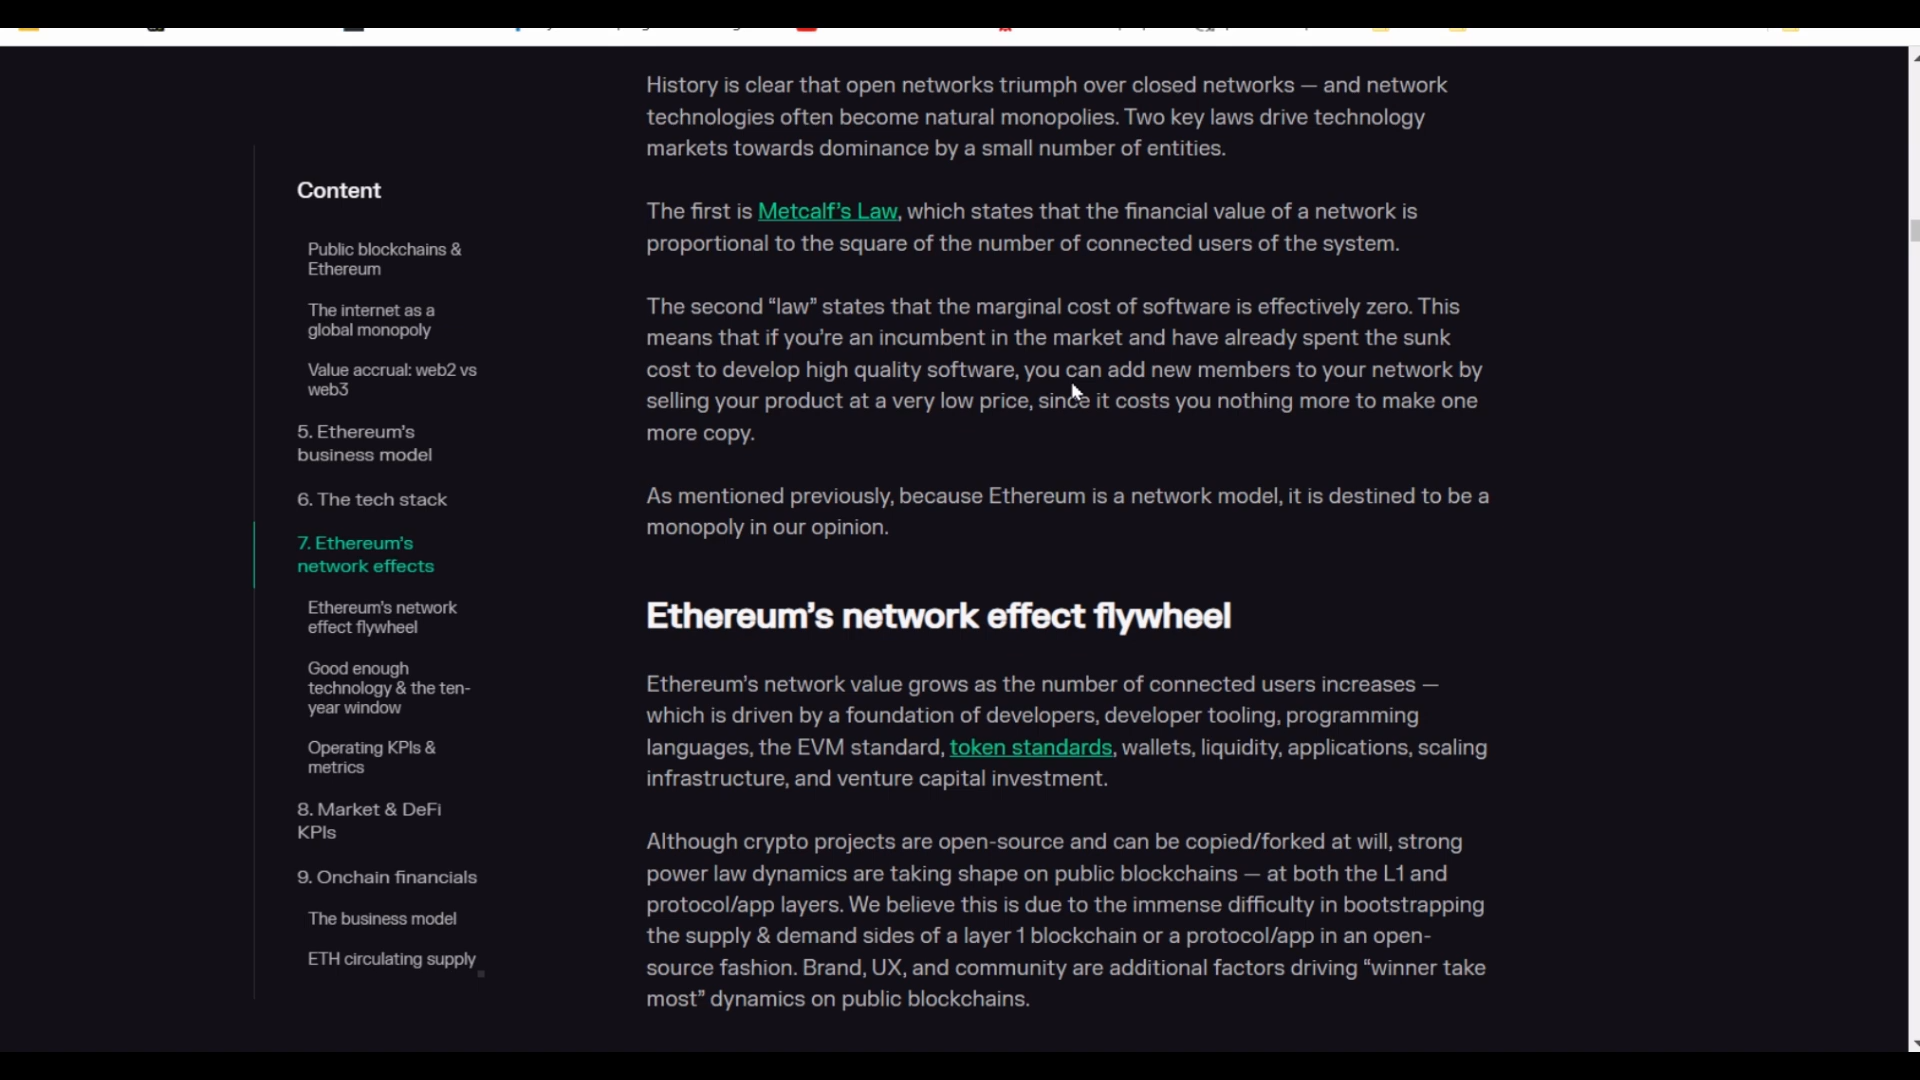 Content
Public blockchains &
Ethereum
The internet as a
global monopoly
Value accrual: web2 vs
web3
5. Ethereum's
business model
6. The tech stack
7. Ethereum's
network effects
Ethereum's network
effect flywheel
Good enough
technology & the ten-
year window
Operating KPIs &
metrics
8. Market & DeFi
KPIs
9. Onchain financials
The business model
ETH circulating supply
History is clear that open networks triumph over closed networks — and network
technologies often become natural monopolies. Two key laws drive technology
markets towards dominance by a small number of entities.
The first is Metcalf's Law, which states that the financial value of a network is
proportional to the square of the number of connected users of the system.
The second “law” states that the marginal cost of software is effectively zero. This
means that if you're an incumbent in the market and have already spent the sunk
cost to develop high quality software, you can add new members to your network by
selling your product at a very low price, since it costs you nothing more to make one
more copy.
As mentioned previously, because Ethereum is a network model, it is destined to be a
monopoly in our opinion.
Ethereum's network effect flywheel
Ethereum's network value grows as the number of connected users increases —
which is driven by a foundation of developers, developer tooling, programming
languages, the EVM standard, token standards, wallets, liquidity, applications, scaling
infrastructure, and venture capital investment.
Although crypto projects are open-source and can be copied/forked at will, strong
power law dynamics are taking shape on public blockchains — at both the L1 and
protocol/app layers. We believe this is due to the immense difficulty in bootstrapping
the supply & demand sides of a layer 1 blockchain or a protocol/app in an open-
source fashion. Brand, UX, and community are additional factors driving “winner take
most” dynamics on public blockchains.